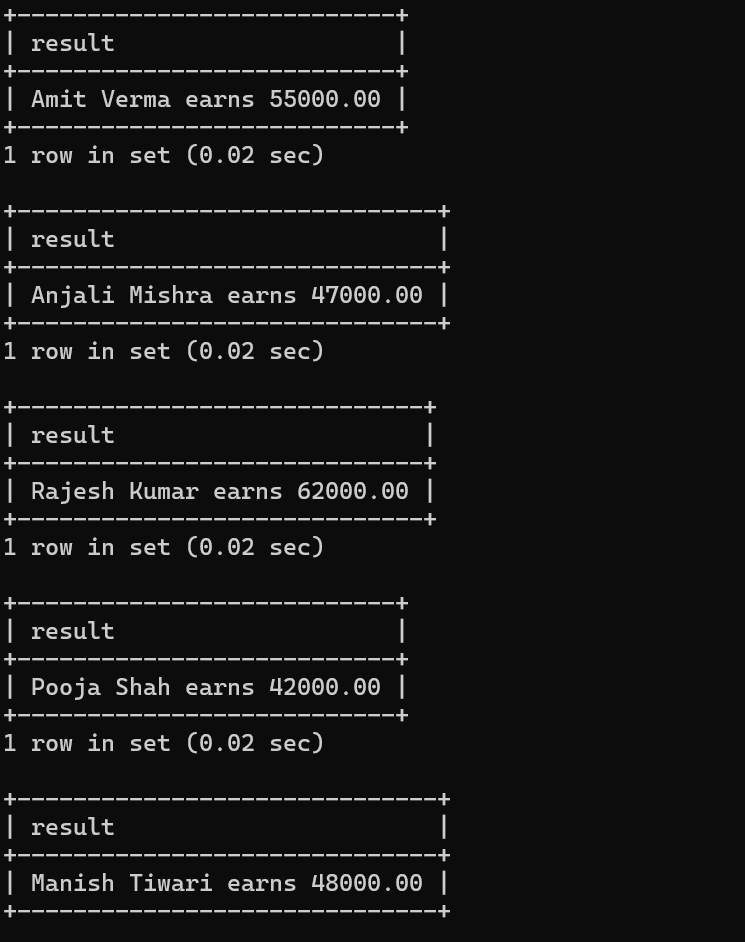 +---------------------------+
| result                    |
+---------------------------+
| Amit Verma earns 55000.00 |
+---------------------------+
1 row in set (0.02 sec)

+------------------------------+
| result                       |
+------------------------------+
| Anjali Mishra earns 47000.00 |
+------------------------------+
1 row in set (0.02 sec)

+-----------------------------+
| result                      |
+-----------------------------+
| Rajesh Kumar earns 62000.00 |
+-----------------------------+
1 row in set (0.02 sec)

+---------------------------+
| result                    |
+---------------------------+
| Pooja Shah earns 42000.00 |
+---------------------------+
1 row in set (0.02 sec)

+------------------------------+
| result                       |
+------------------------------+
| Manish Tiwari earns 48000.00 |
+------------------------------+